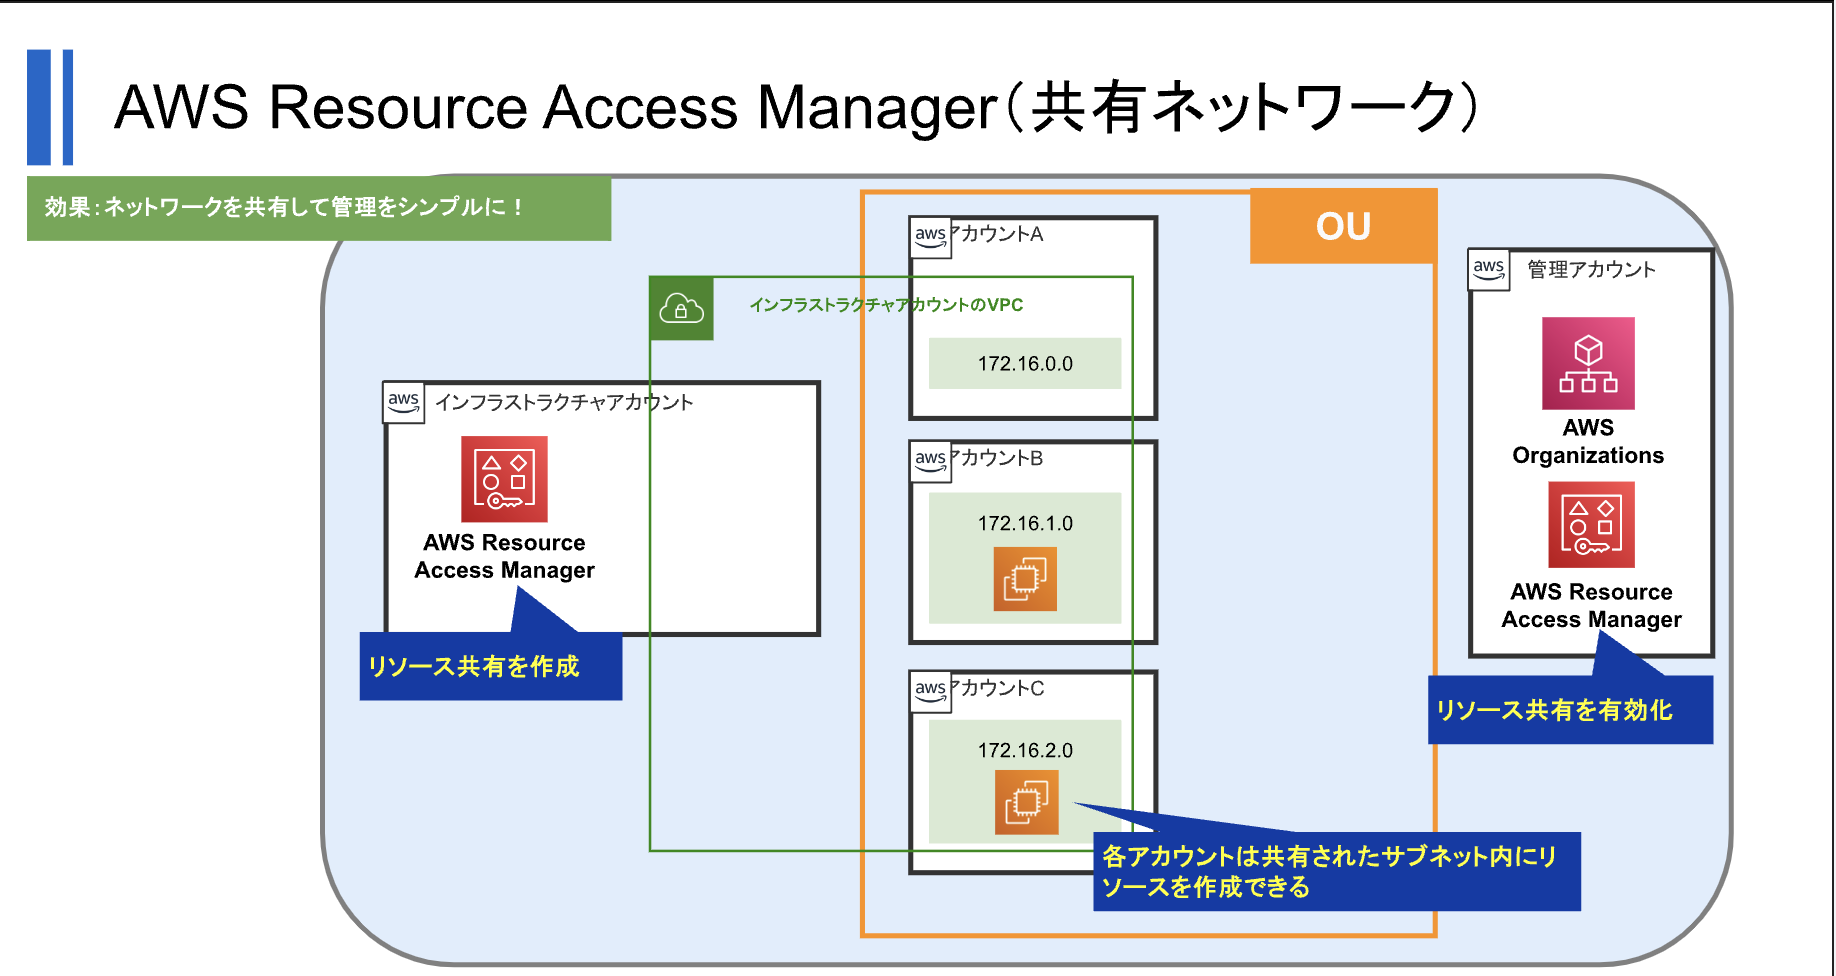 AWS Resource Access Manager（共有ネットワーク）
効果：ネットワークを共有して管理をシンプルに！
OU
aws
アカウントA
aws
管理アカウント
インフラストラクチャアカウントのVPC
172.16.0.0
aws
インフラストラクチャアカウント
AWS
Organizations
aws
アカウントB
172.16.1.0
AWS Resource
Access Manager
AWS Resource
Access Manager
リソース共有を作成
aws
アカウントC
リソース共有を有効化
172.16.2.0
各アカウントは共有されたサブネット内にリ
ソースを作成できる